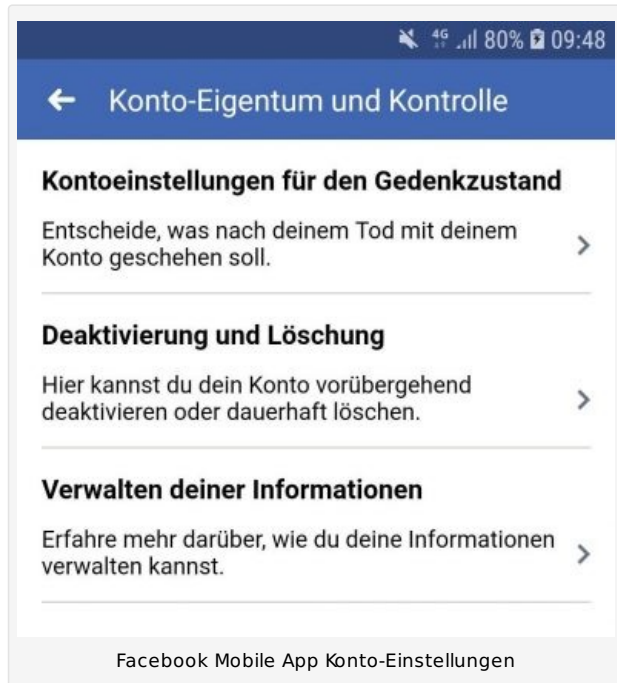 4G 80% 09:48
Konto-Eigentum und Kontrolle
Kontoeinstellungen für den Gedenkzustand
Entscheide, was nach deinem Tod mit deinem
Konto geschehen soll.
Deaktivierung und Löschung
Hier kannst du dein Konto vorübergehend
deaktivieren oder dauerhaft löschen.
Verwalten deiner Informationen
Erfahre mehr darüber, wie du deine Informationen
verwalten kannst.
Facebook Mobile App Konto-Einstellungen